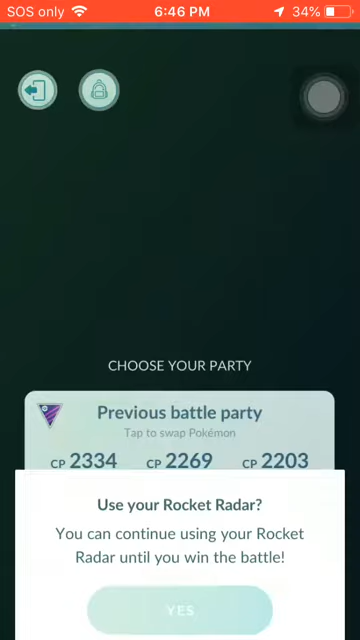 SOS only 6:46 PM 34%
CHOOSE YOUR PARTY
Previous battle party
Tap to swap Pokémon
CP 2334 CP 2269 CP 2203
Use your Rocket Radar?
You can continue using your Rocket
Radar until you win the battle!
YES